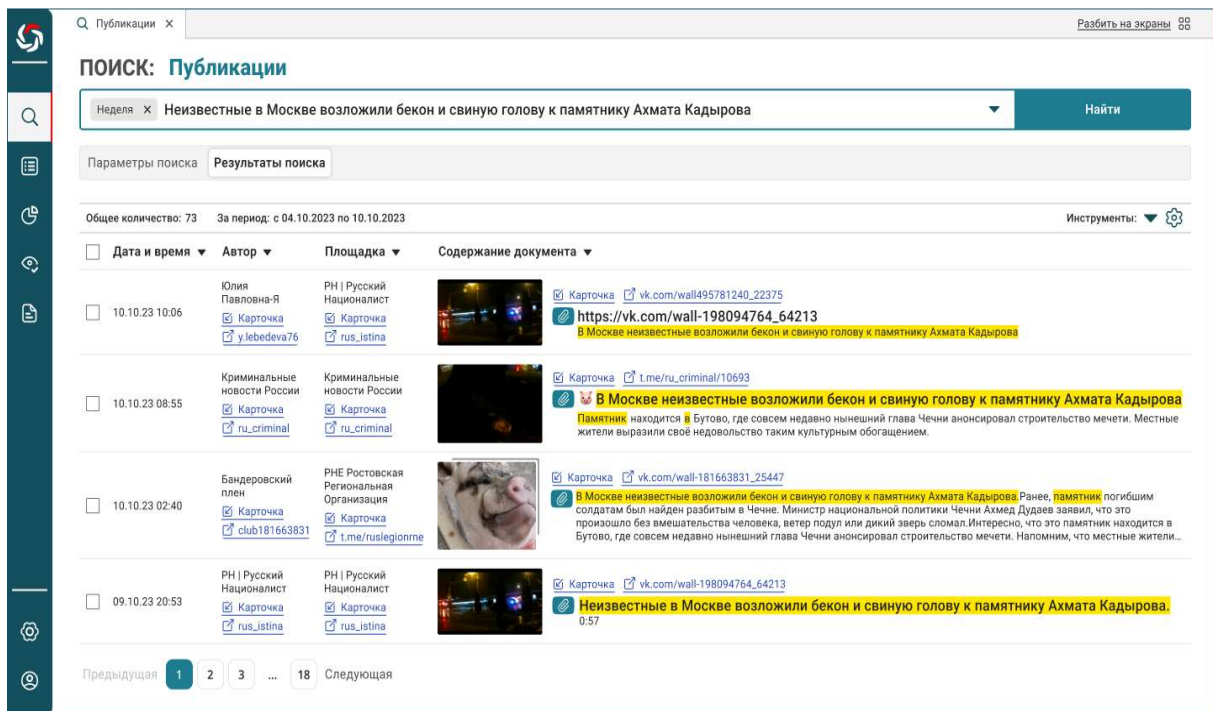 Публикации ×
Разбить на экраны
ПОИСК: Публикации
Неделя × Неизвестные в Москве возложили бекон и свиную голову к памятнику Ахмата Кадырова
Найти
Параметры поиска Результаты поиска
Общее количество: 73 За период: с 04.10.2023 по 10.10.2023 Инструменты:
Дата и время Автор Площадка Содержание документа
10.10.23 10:06
Юлия
Павловна-Я
Карточка
y.lebedeva76
РН | Русский
Националист
Карточка
rus_istina
Карточка vk.com/wall495781240_22375
https://vk.com/wall-198094764_64213
В Москве неизвестные возложили бекон и свиную голову к памятнику Ахмата Кадырова
10.10.23 08:55
Криминальные
новости России
Карточка
ru_criminal
Криминальные
новости России
Карточка
ru_criminal
Карточка t.me/ru_criminal/10693
В Москве неизвестные возложили бекон и свиную голову к памятнику Ахмата Кадырова
Памятник находится в Бутово, где совсем недавно нынешний глава Чечни анонсировал строительство мечети. Местные
жители выразили своё недовольство таким культурным обогащением.
10.10.23 02:40
Бандеровский
плен
Карточка
club181663831
РНЕ Ростовская
Региональная
Организация
Карточка
t.me/ruslegionrne
Карточка vk.com/wall-181663831_25447
В Москве неизвестные возложили бекон и свиную голову к памятнику Ахмата Кадырова.Ранее, памятник погибшим
солдатам был найден разбитым в Чечне. Министр национальной политики Чечни Ахмед Дудаев заявил, что это
произошло без вмешательства человека, ветер подул или дикий зверь сломал.Интересно, что это памятник находится в
Бутово, где совсем недавно нынешний глава Чечни анонсировал строительство мечети. Напомним, что местные жители...
09.10.23 20:53
РН | Русский
Националист
Карточка
rus_istina
РН | Русский
Националист
Карточка
rus_istina
Карточка vk.com/wall-198094764_64213
Неизвестные в Москве возложили бекон и свиную голову к памятнику Ахмата Кадырова.
0:57
Предыдущая 1 2 3 ... 18 Следующая